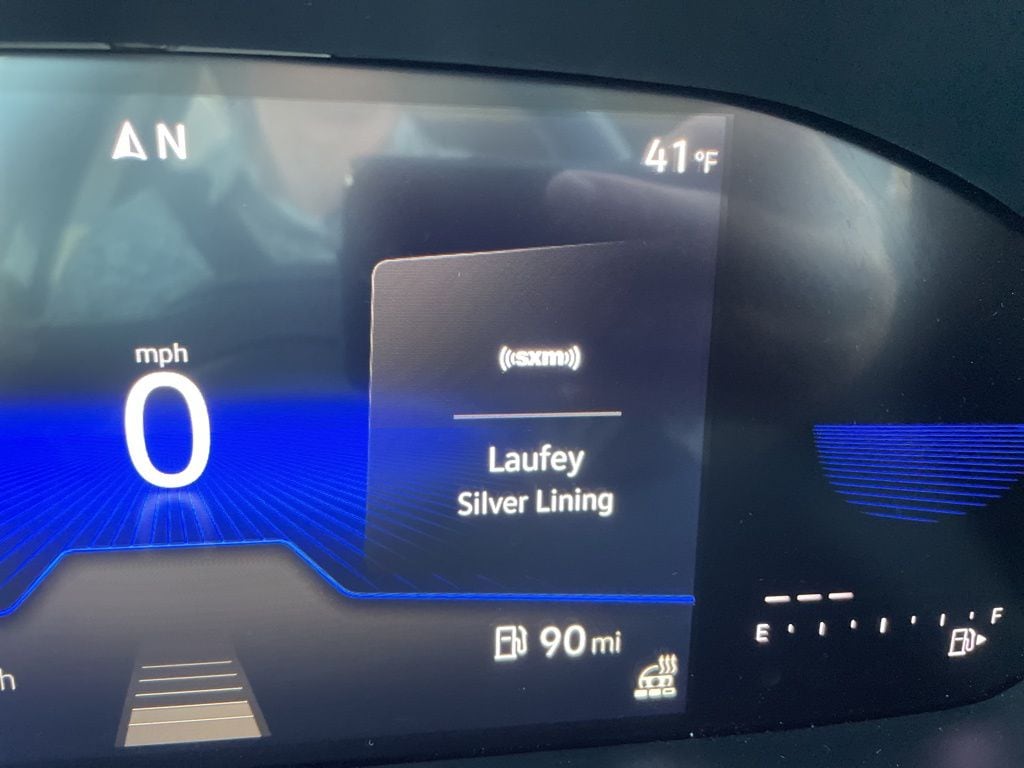 N
41 °F
mph
0
sxm
Laufey
Silver Lining
90 mi
E
F
h